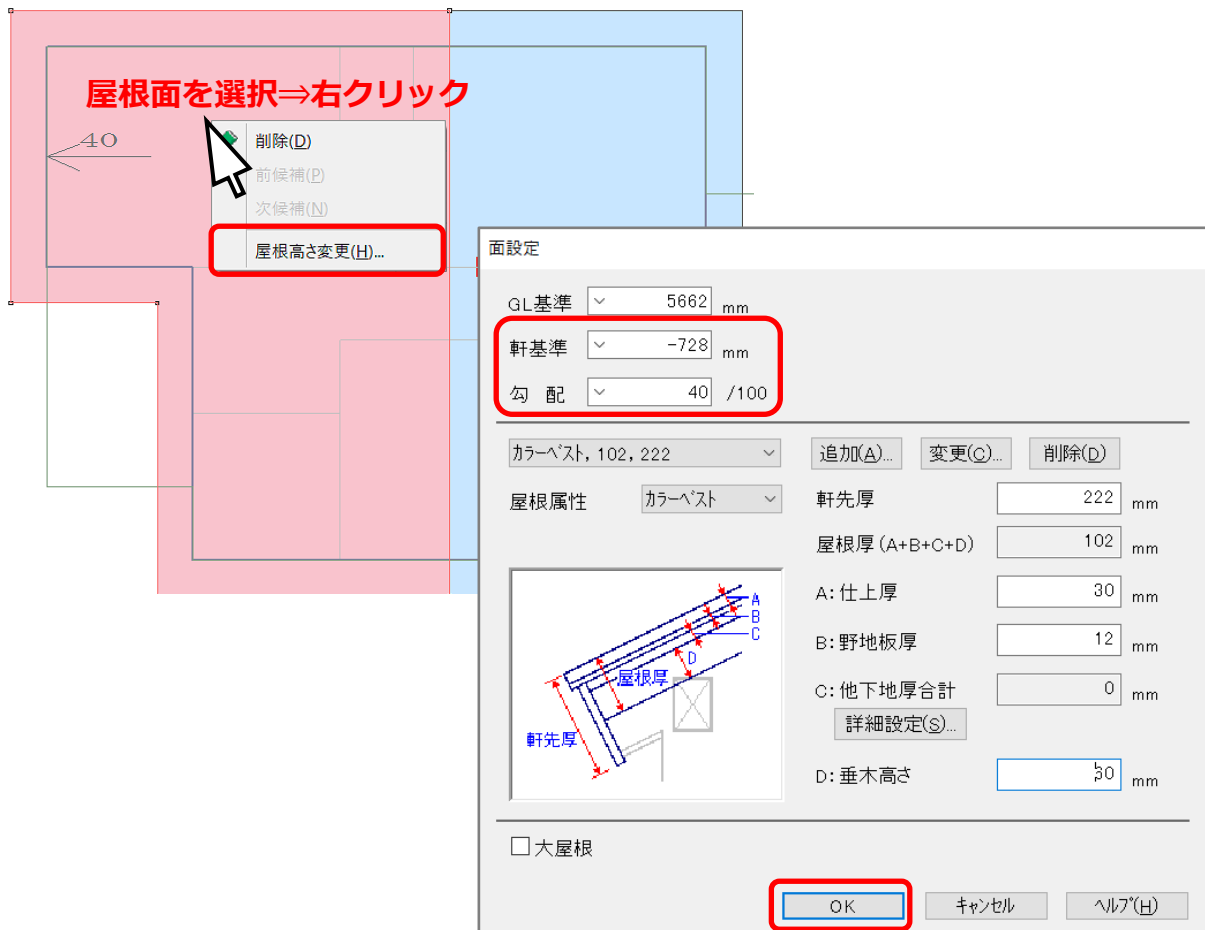 屋根面を選択⇒右クリック
40
削除(D)
前候補(P)
次候補(N)
屋根高さ変更(H)...
面設定
GL基準 5662 mm
軒基準 -728 mm
勾 配 40 /100
カラーベスト, 102, 222 追加(A)... 変更(C)... 削除(D)
屋根属性 カラーベスト 軒先厚 222 mm
屋根厚(A+B+C+D) 102 mm
A:仕上厚 30 mm
B:野地板厚 12 mm
C:他下地厚合計 0 mm
詳細設定(S)...
D:垂木高さ mm
A
B
C
D
屋根厚
軒先厚
大屋根
OK キャンセル ヘルプ(H)